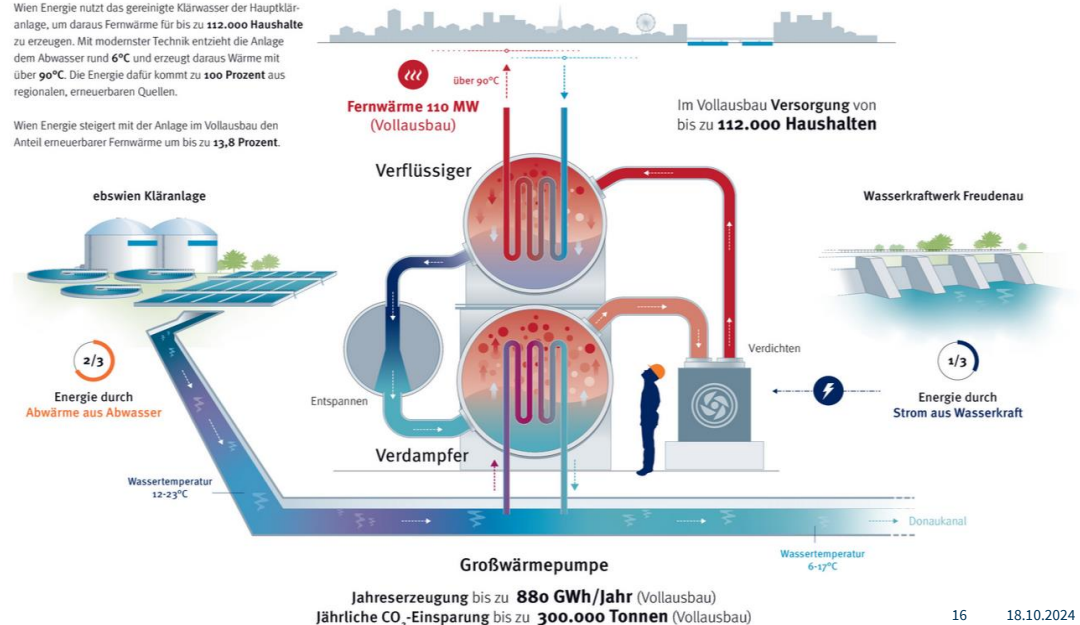 Wien Energie nutzt das gereinigte Klärwasser der Hauptklär-
anlage, um daraus Fernwärme für bis zu 112.000 Haushalte
zu erzeugen. Mit modernster Technik entzieht die Anlage
dem Abwasser rund 6°C und erzeugt daraus Wärme mit
über 90°C. Die Energie dafür kommt zu 100 Prozent aus
regionalen, erneuerbaren Quellen.
Wien Energie steigert mit der Anlage im Vollausbau den
Anteil erneuerbarer Fernwärme um bis zu 13,8 Prozent.
über 90°C
Fernwärme 110 MW
(Vollausbau)
Im Vollausbau Versorgung von
bis zu 112.000 Haushalten
Verflüssiger
ebswien Kläranlage
Wasserkraftwerk Freudenau
2/3
Energie durch
Abwärme aus Abwasser
Entspannen
Verdichten
1/3
Energie durch
Strom aus Wasserkraft
Verdampfer
Wassertemperatur
12-23°C
Donaukanal
Wassertemperatur
6-17°C
Großwärmepumpe
Jahreserzeugung bis zu 880 GWh/Jahr (Vollausbau)
Jährliche CO₂-Einsparung bis zu 300.000 Tonnen (Vollausbau)
16 18.10.2024